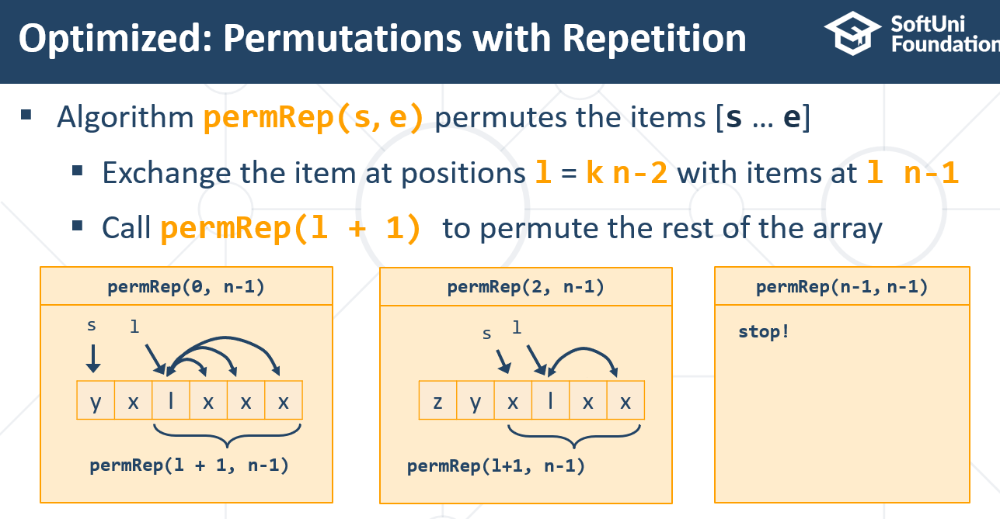 Optimized: Permutations with Repetition
SoftUni
Foundation
▪ Algorithm permRep(s, e) permutes the items [s … e]
▪ Exchange the item at positions l = k n-2 with items at l n-1
▪ Call permRep(l + 1) to permute the rest of the array
permRep(0, n-1)
s l
y x l x x x
permRep(l + 1, n-1)
permRep(2, n-1)
s l
z y x l x x
permRep(l+1, n-1)
permRep(n-1, n-1)
stop!